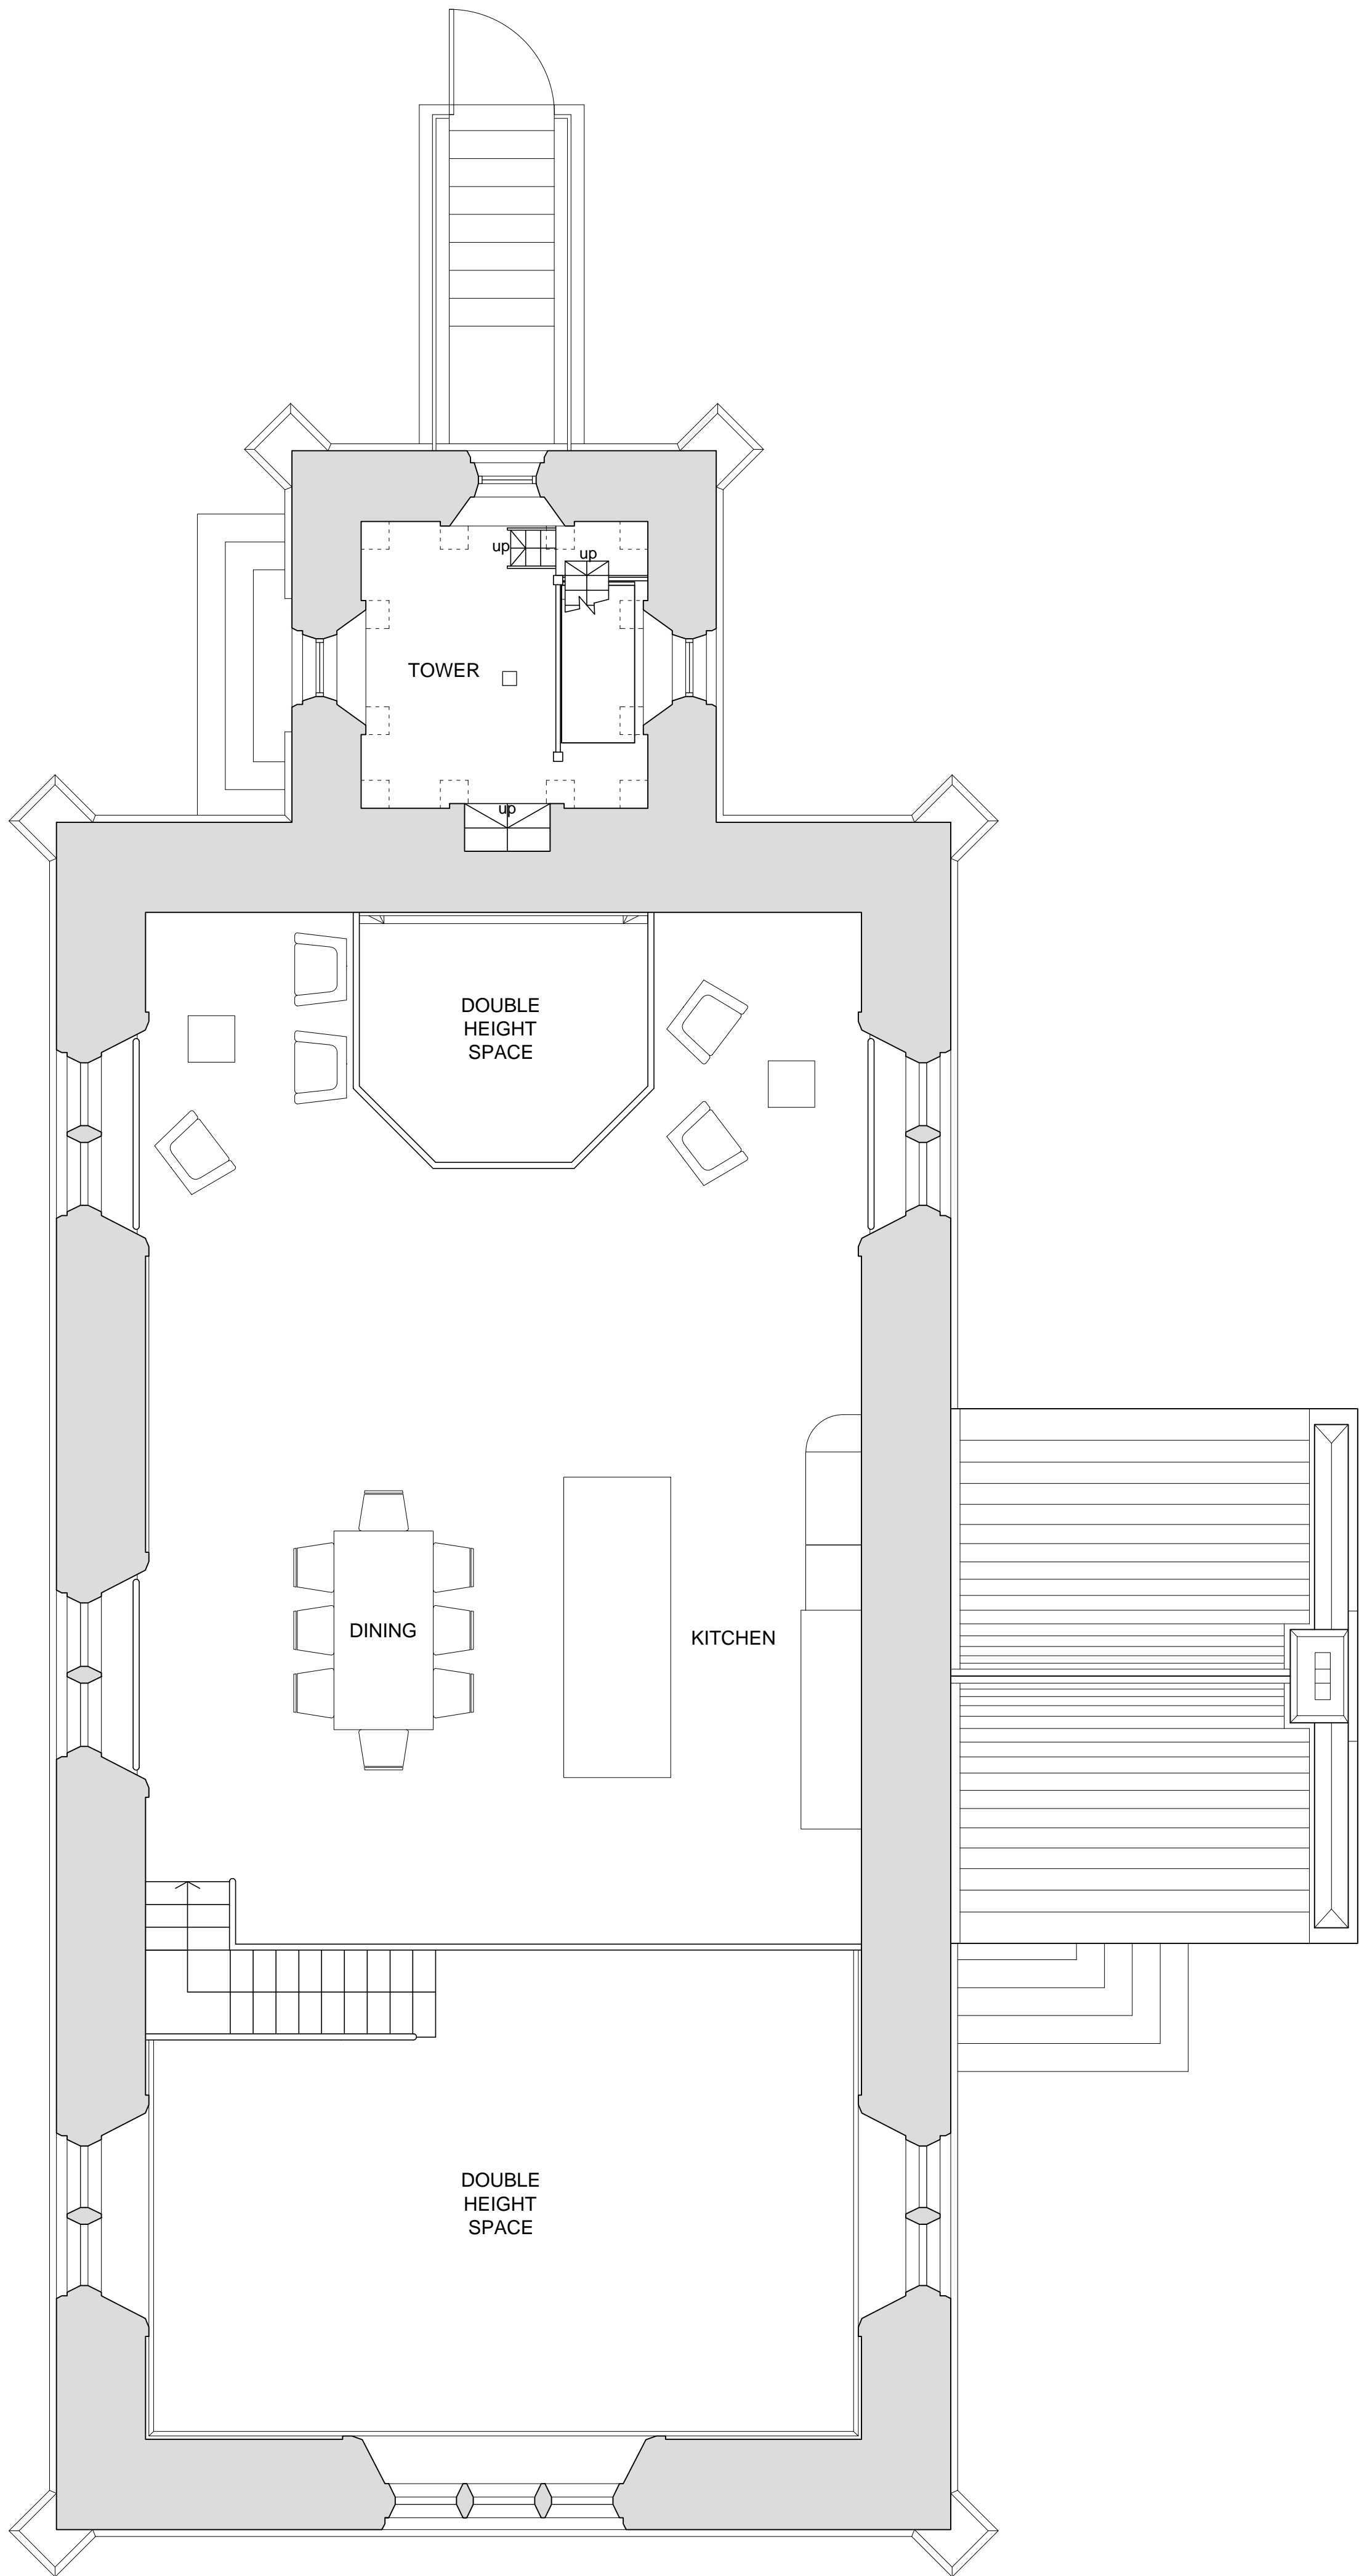 up
up
TOWER
up
DOUBLE
HEIGHT
SPACE
DINING
KITCHEN
DOUBLE
HEIGHT
SPACE